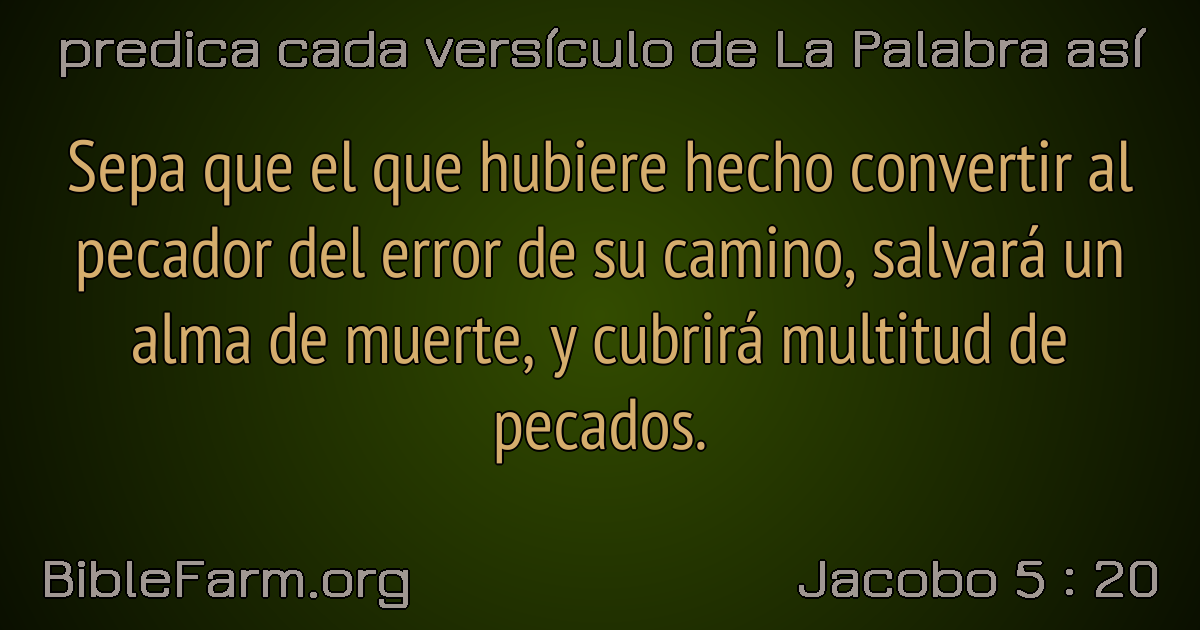 predica cada versículo de La Palabra así
Sepa que el que hubiere hecho convertir al
pecador del error de su camino, salvará un
alma de muerte, y cubrirá multitud de
pecados.
BibleFarm.org
Jacobo 5 : 20